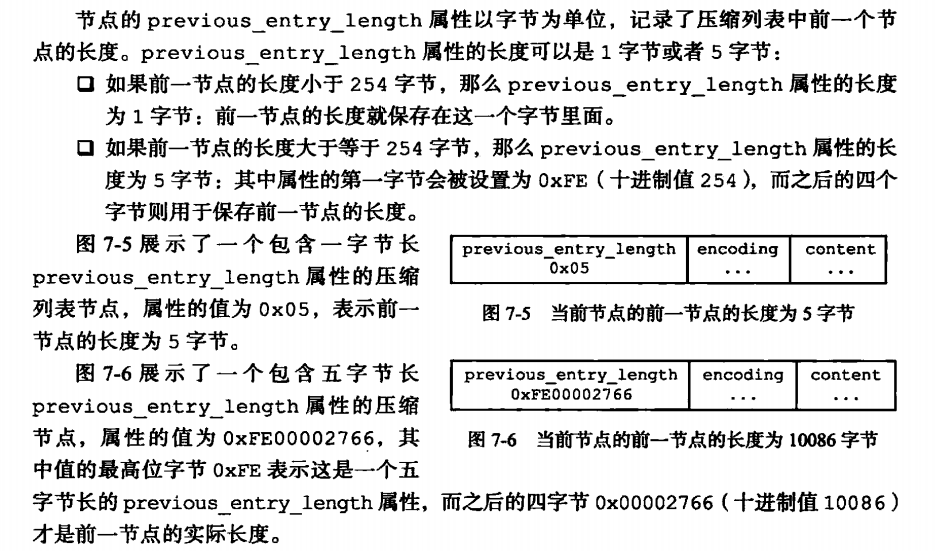 节点的 previous_entry_length 属性以字节为单位，记录了压缩列表中前一个节
点的长度。previous_entry_length 属性的长度可以是 1 字节或者 5 字节：
❑ 如果前一节点的长度小于 254 字节，那么 previous_entry_length 属性的长度
为 1 字节：前一节点的长度就保存在这一个字节里面。
❑ 如果前一节点的长度大于等于 254 字节，那么 previous_entry_length 属性的长
度为 5 字节：其中属性的第一字节会被设置为 0xFE（十进制值 254），而之后的四个
字节则用于保存前一节点的长度。
图 7-5 展示了一个包含一字节长
previous_entry_length 属性的压缩
列表节点，属性的值为 0x05，表示前一
节点的长度为 5 字节。
previous_entry_length encoding content
0x05 ... ...
图 7-5 当前节点的前一节点的长度为 5 字节
图 7-6 展示了一个包含五字节长
previous_entry_length 属性的压缩
节点，属性的值为 0xFE00002766，其
中值的最高位字节 0xFE 表示这是一个五
previous_entry_length encoding content
0xFE00002766 ... ...
图 7-6 当前节点的前一节点的长度为 10086 字节
字节长的 previous_entry_length 属性，而之后的四字节 0x00002766（十进制值 10086）
才是前一节点的实际长度。